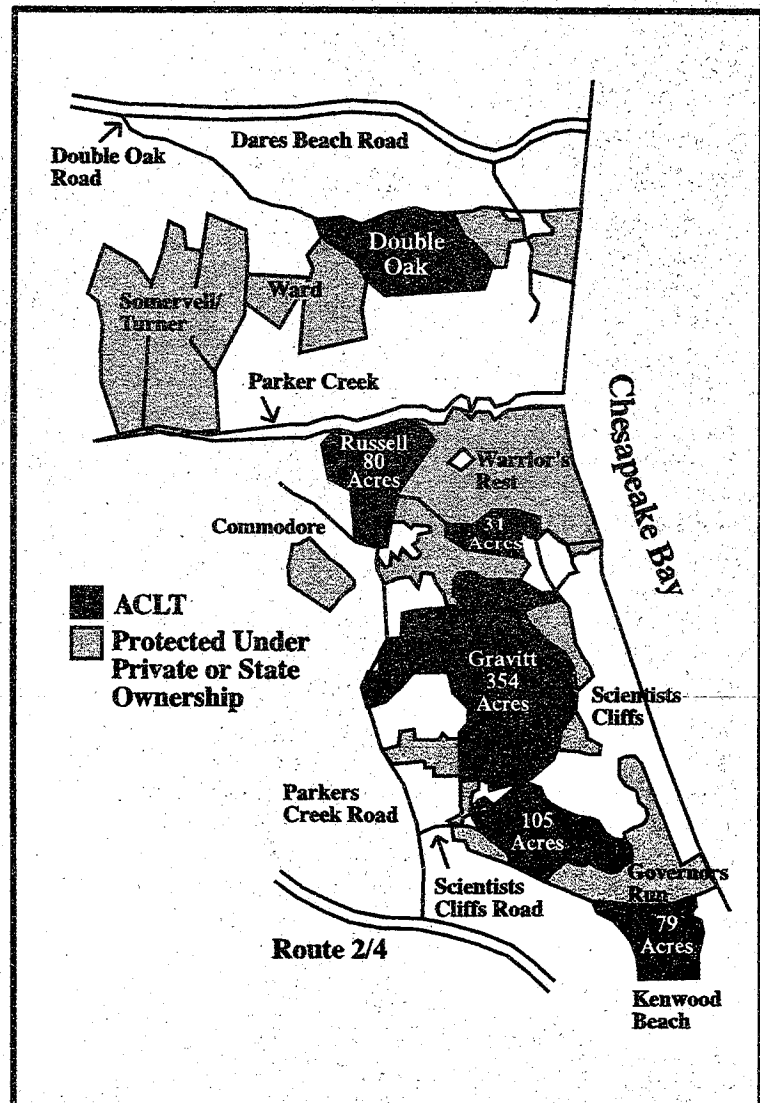 Dares Beach Road
Double Oak
Road
Double
Oak
Ward
Somervell/
Turner
Parker Creek
Chesapeake Bay
Russell
80
Acres
Warrior's
Rest
31
Acres
Commodore
ACLT
Protected Under
Private or State
Ownership
Gravitt
354
Acres
Scientists
Cliffs
Parkers
Creek Road
105
Acres
Scientists
Cliffs Road
Governors
Run
Route 2/4
79
Acres
Kenwood
Beach